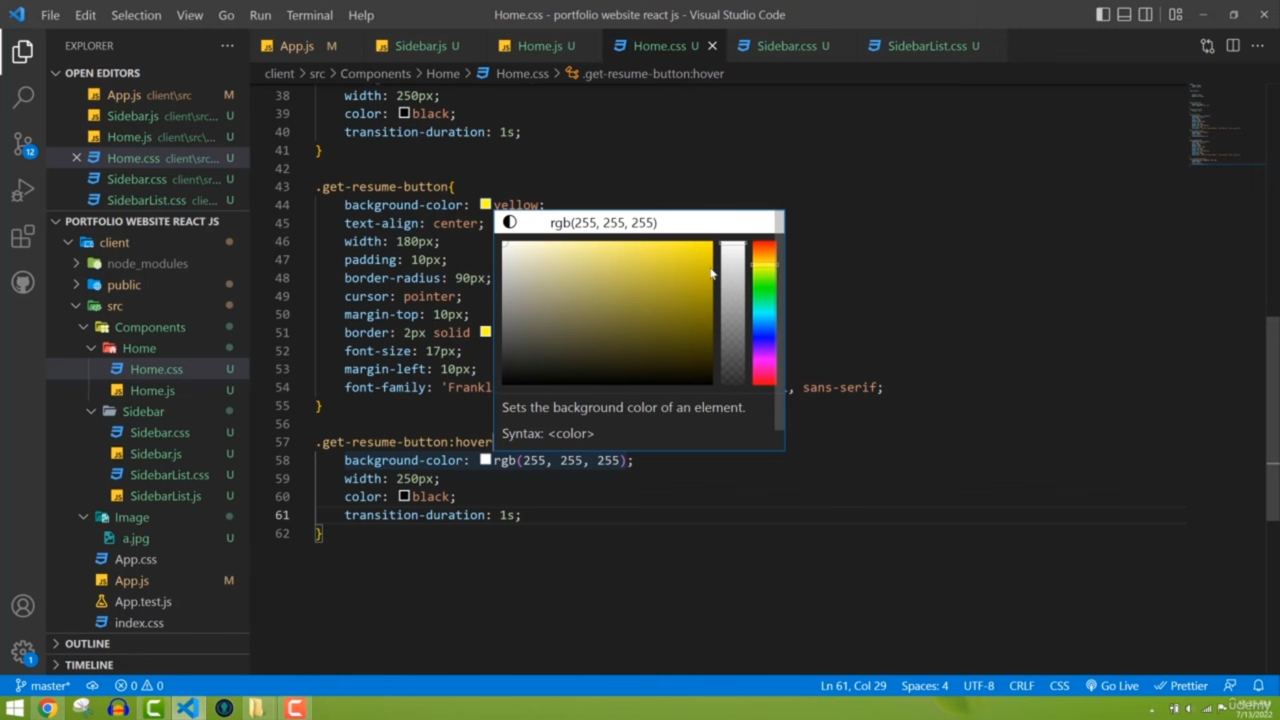 File Edit Selection View Go Run Terminal Help Home.css - portfolio website react js - Visual Studio Code
EXPLORER
App.js M Sidebar.js U Home.js U Home.css U Sidebar.css U SidebarList.css U
client > src > Components > Home > Home.css > .get-resume-button:hover
OPEN EDITORS
App.js client\src M
Sidebar.js client\src\... U
Home.js client\src\... U
Home.css client\src... U
Sidebar.css client\src... U
SidebarList.css clie... U
PORTFOLIO WEBSITE REACT JS
client
node_modules
public
src
Components
Home
Home.css U
Home.js U
Sidebar
Sidebar.css U
Sidebar.js U
SidebarList.css U
SidebarList.js U
Image
a.jpg U
App.css
App.js M
App.test.js
index.css
OUTLINE
TIMELINE
38 width: 250px;
39 color: black;
40 transition-duration: 1s;
41 }
42
43 .get-resume-button{
44 background-color: yellow;
45 text-align: center;
46 width: 180px;
47 padding: 10px;
48 border-radius: 90px;
49 cursor: pointer;
50 margin-top: 10px;
51 border: 2px solid
52 font-size: 17px;
53 margin-left: 10px;
54 font-family: 'Frankl , sans-serif;
55 }
56
57 .get-resume-button:hover
58 background-color: rgb(255, 255, 255);
59 width: 250px;
60 color: black;
61 transition-duration: 1s;
62 }
rgb(255, 255, 255)
Sets the background color of an element.
Syntax: <color>
12
1
master* 0 0 Ln 61, Col 29 Spaces: 4 UTF-8 CRLF CSS Go Live Prettier
Udemy
7/13/2022